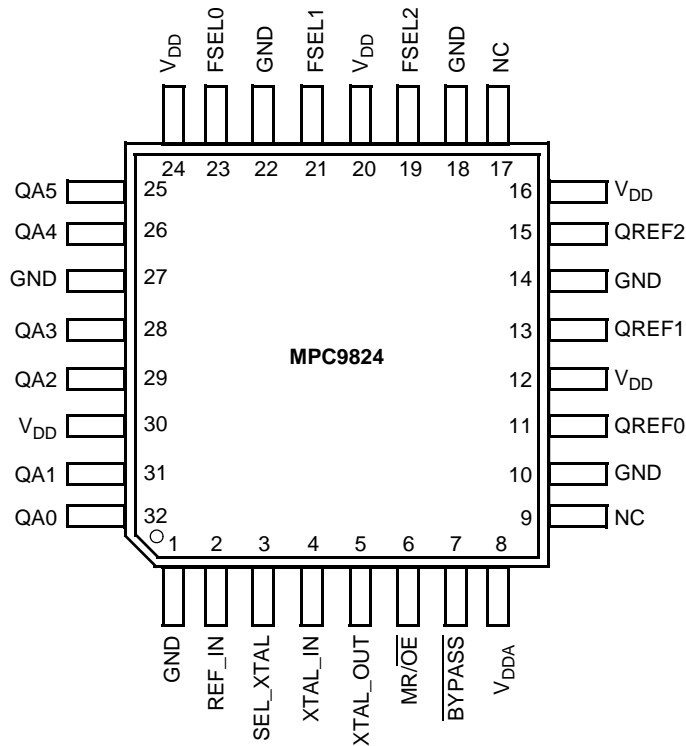 VDD
FSEL0
GND
FSEL1
VDD
FSEL2
GND
NC
24 23 22 21 20 19 18 17
QA5 25
16 VDD
QA4 26
15 QREF2
GND 27
14 GND
QA3 28
13 QREF1
MPC9824
QA2 29
12 VDD
VDD 30
11 QREF0
QA1 31
10 GND
QA0 32
9 NC
1 2 3 4 5 6 7 8
GND
REF_IN
SEL_XTAL
XTAL_IN
XTAL_OUT
MR/OE
BYPASS
VDDA